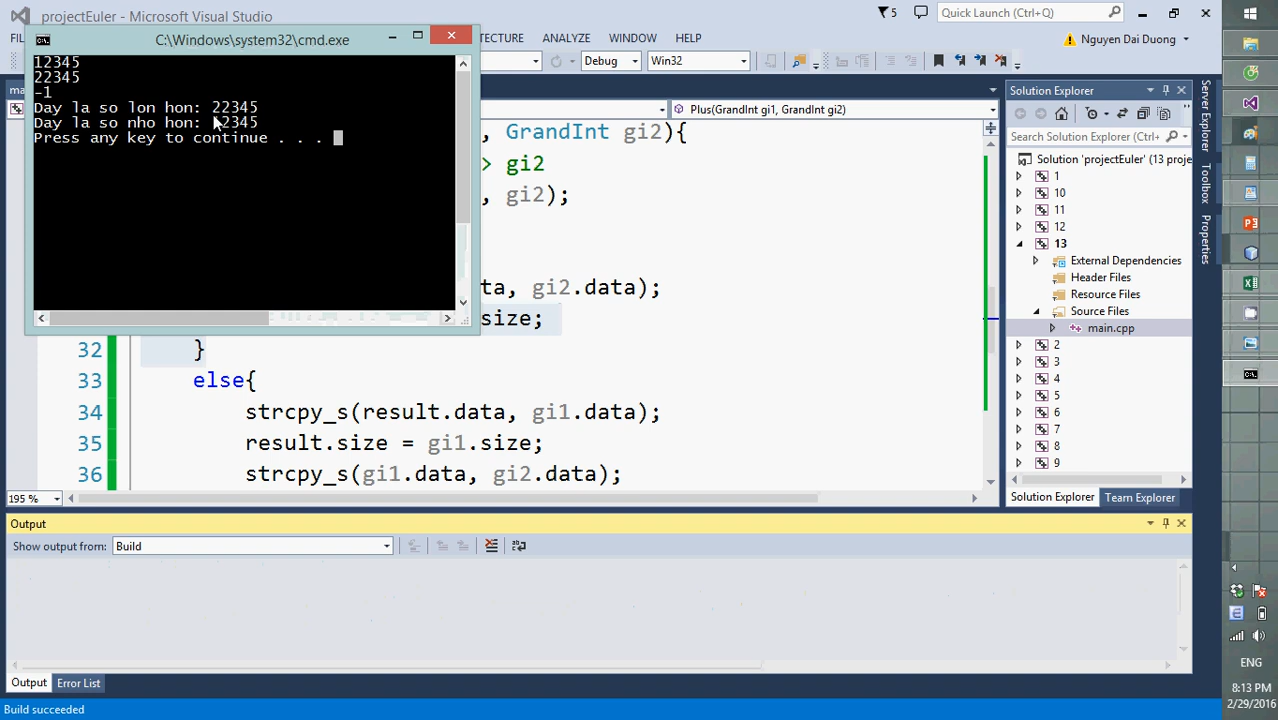 projectEuler - Microsoft Visual Studio
5
Quick Launch (Ctrl+Q)
C:\Windows\system32\cmd.exe
ANALYZE WINDOW HELP
Nguyen Dai Duong
Debug
Win32
12345
22345
-1
Day la so lon hon: 22345
Day la so nho hon: 2345
Press any key to continue . . .
Plus(GrandInt gi1, GrandInt gi2)
, GrandInt gi2){
> gi2
, gi2);
ta, gi2.data);
size;
32 }
33 else{
34 strcpy_s(result.data, gi1.data);
35 result.size = gi1.size;
36 strcpy_s(gi1.data, gi2.data);
195 %
Solution Explorer
Search Solution Explorer
Solution 'projectEuler' (13 proje
1
10
11
12
13
External Dependencies
Header Files
Resource Files
Source Files
main.cpp
2
3
4
5
6
7
8
9
Solution Explorer Team Explorer
Server Explorer
Toolbox
Properties
Output
Show output from: Build
Output Error List
Build succeeded
ENG
8:13 PM
2/29/2016